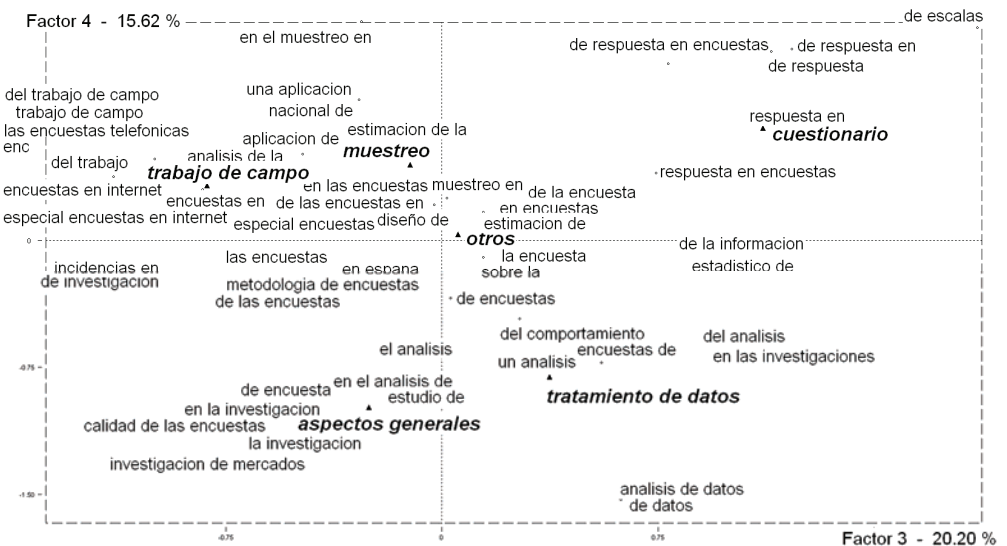 de escalas
Factor 4 - 15.62 %
en el muestreo en
de respuesta en encuestas
de respuesta en
de respuesta
del trabajo de campo
una aplicacion
trabajo de campo
nacional de
respuesta en
las encuestas telefonicas
estimacion de la
cuestionario
enc
aplicacion de
muestreo
del trabajo
analisis de la
trabajo de campo
respuesta en encuestas
encuestas en internet
en las encuestas
muestreo en
de la encuesta
encuestas en
de las encuestas en
en encuestas
especial encuestas en internet
especial encuestas
diseño de
estimacion de
0
otros
de la informacion
las encuestas
la encuesta
incidencias en
en espana
sobre la
estadistico de
de investigacion
metodologia de encuestas
de las encuestas
de encuestas
del comportamiento
del analisis
el analisis
encuestas de
en las investigaciones
-0.75
un analisis
en el analisis de
de encuesta
estudio de
tratamiento de datos
en la investigacion
calidad de las encuestas
aspectos generales
la investigacion
investigacion de mercados
-1.50
analisis de datos
de datos
-0.75
0
0.75
Factor 3 - 20.20 %